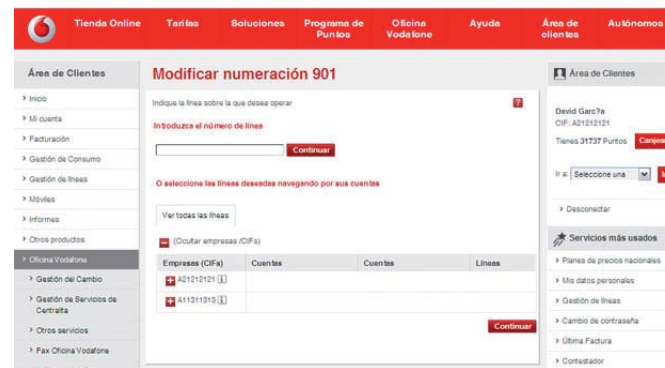 Tienda Online
Tarifas
Soluciones
Programa de
Puntos
Oficina
Vodafone
Ayuda
Área de
clientes
Autónomos
Área de Clientes
> Inicio
> Mi cuenta
> Facturación
> Gestión de Consumo
> Gestión de líneas
> Móviles
> Informes
> Otros productos
> Oficina Vodafone
> Gestión del Cambio
> Gestión de Servicios de
Centralita
> Otros servicios
> Fax Oficina Vodafone
Modificar numeración 901
Indique la línea sobre la que desea operar
?
Introduzca el número de línea
Continuar
O seleccione las líneas deseadas navegando por sus cuentas
Ver todas las líneas
(Ocultar empresas /CIFs)
Empresas (CIFs) Cuentas Cuentas Líneas
A21212121
A11311313
Continuar
Área de Clientes
David Garc?a
CIF: A21212121
Tienes 31737 Puntos
Ir a: Seleccione una
> Desconectar
Servicios más usados
> Planes de precios nacionales
> Mis datos personales
> Gestión de líneas
> Cambio de contraseña
> Última Factura
> Contestador